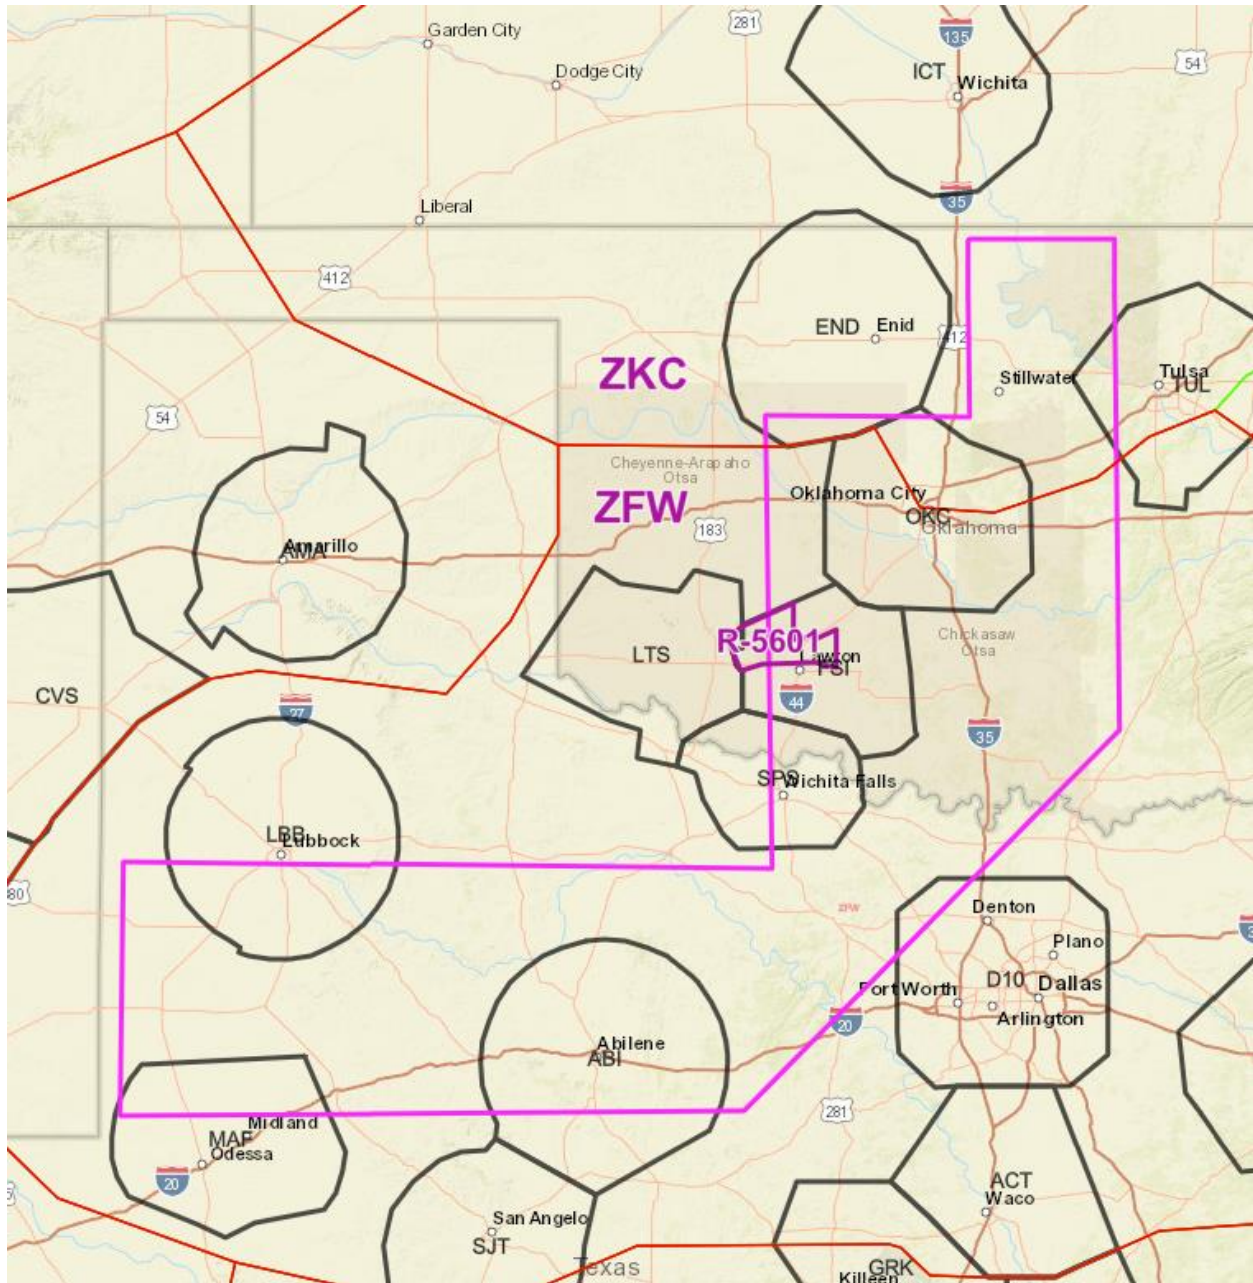 Garden City
281
135
Dodge City
ICT
Wichita
54
Liberal
35
412
END
Enid
412
ZKC
Stillwater
Tulsa
TUL
54
Cheyenne-Arapaho
Otsa
ZFW
Oklahoma City
183
OKC
Oklahoma
Amarillo
AMA
R-5601
Chickasaw
Otsa
LTS
Lawton
FSI
CVS
27
44
35
SPS
Wichita Falls
LBB
Lubbock
80
ZFW
Denton
Plano
D10
Dallas
Fort Worth
Arlington
20
Abilene
ABI
281
Midland
MAF
Odessa
20
ACT
Waco
San Angelo
SJT
Texas
GRK
Killeen